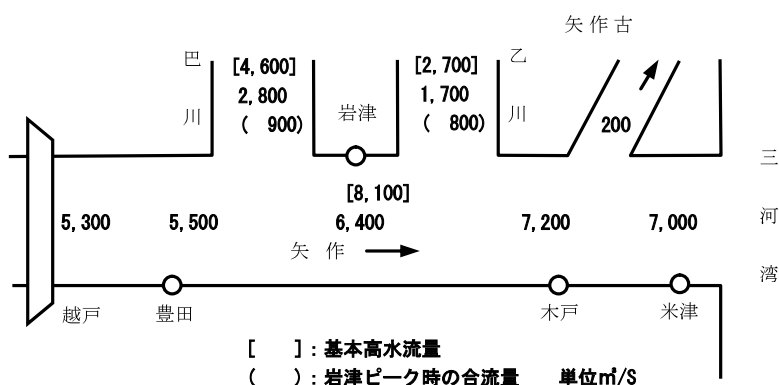 矢作古
巴川
[4,600]
2,800
( 900)
岩津
[2,700]
1,700
( 800)
乙川
200
三河湾
[8,100]
5,300 5,500 6,400 7,200 7,000
矢 作
越戸 豊田 木戸 米津
[ ]:基本高水流量
( ):岩津ピーク時の合流量 単位㎥/S